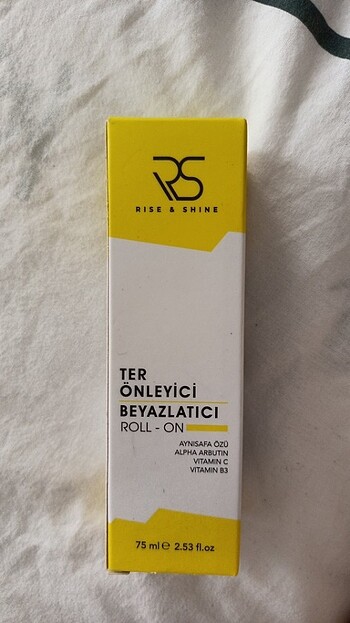 RS
RISE & SHINE
TER
ÖNLEYİCİ
BEYAZLATICI
ROLL - ON
AYNISAFA ÖZÜ
ALPHA ARBUTIN
VITAMIN C
VITAMIN B3
75 ml ℮ 2.53 fl.oz